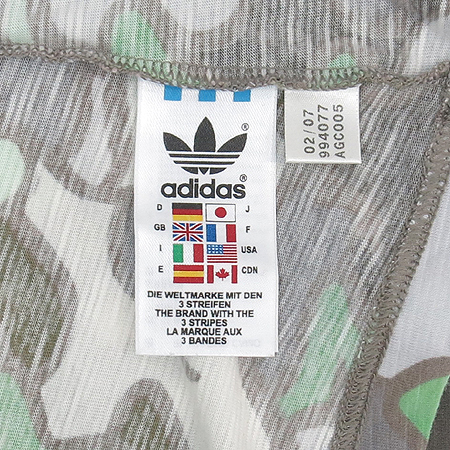 ®
adidas®
D J
GB F
I USA
E CDN
DIE WELTMARKE MIT DEN
3 STREIFEN
THE BRAND WITH THE
3 STRIPES
LA MARQUE AUX
3 BANDES
02/07
994077
AGC005